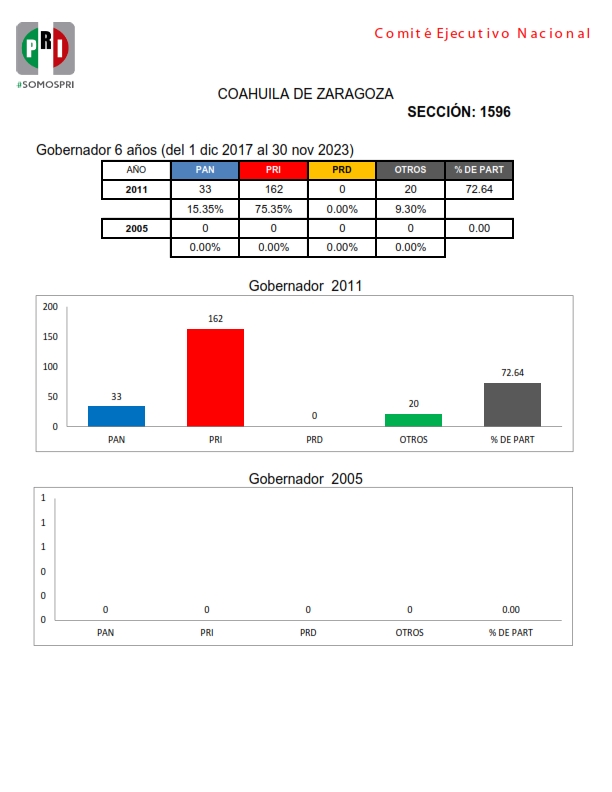 PRI
#SOMOSPRI
Comité Ejecutivo Nacional
COAHUILA DE ZARAGOZA
SECCIÓN: 1596
Gobernador 6 años (del 1 dic 2017 al 30 nov 2023)
AÑO PAN PRI PRD OTROS % DE PART
2011 33 162 0 20 72.64
15.35% 75.35% 0.00% 9.30%
2005 0 0 0 0 0.00
0.00% 0.00% 0.00% 0.00%
Gobernador 2011
200
162
150
100
72.64
50
33
20
0
0
PAN PRI PRD OTROS % DE PART
Gobernador 2005
1
1
1
0
0
0 0 0 0 0.00
0
PAN PRI PRD OTROS % DE PART